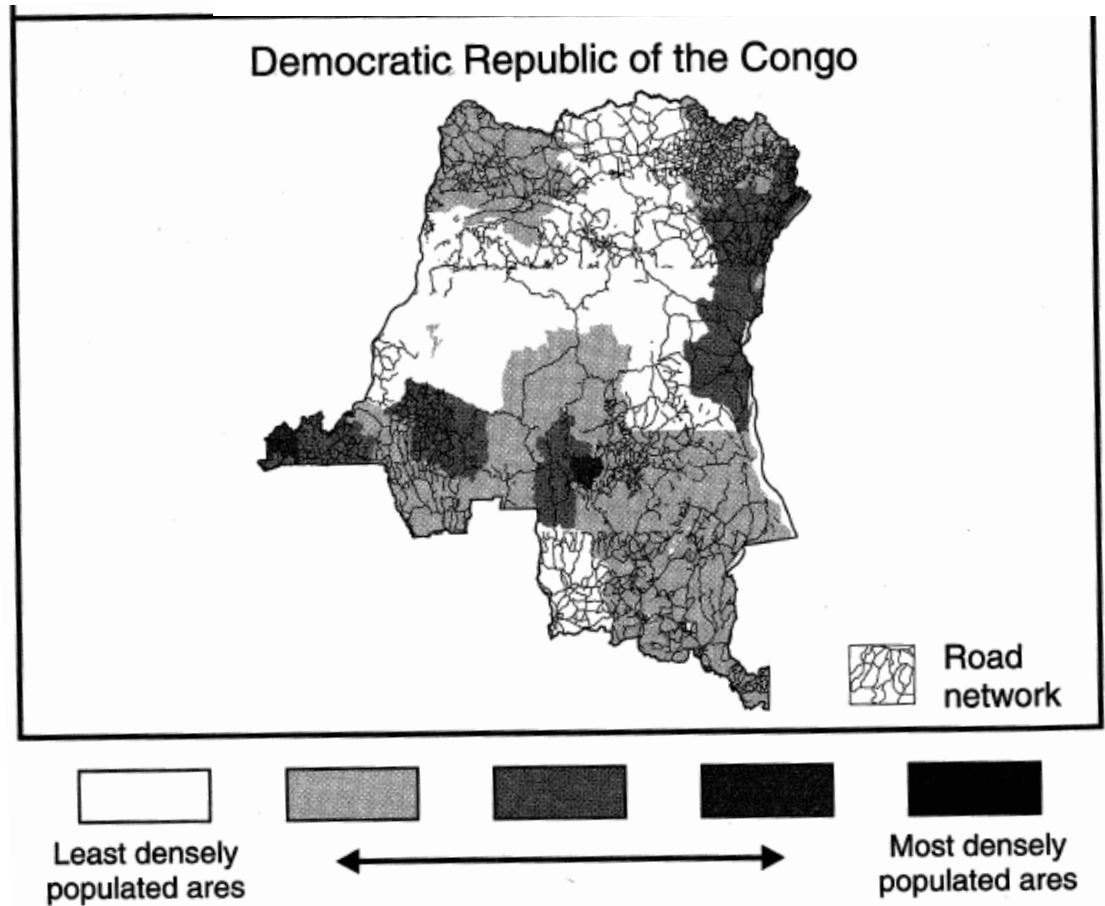 Democratic Republic of the Congo
Road
network
Least densely
populated ares
Most densely
populated ares